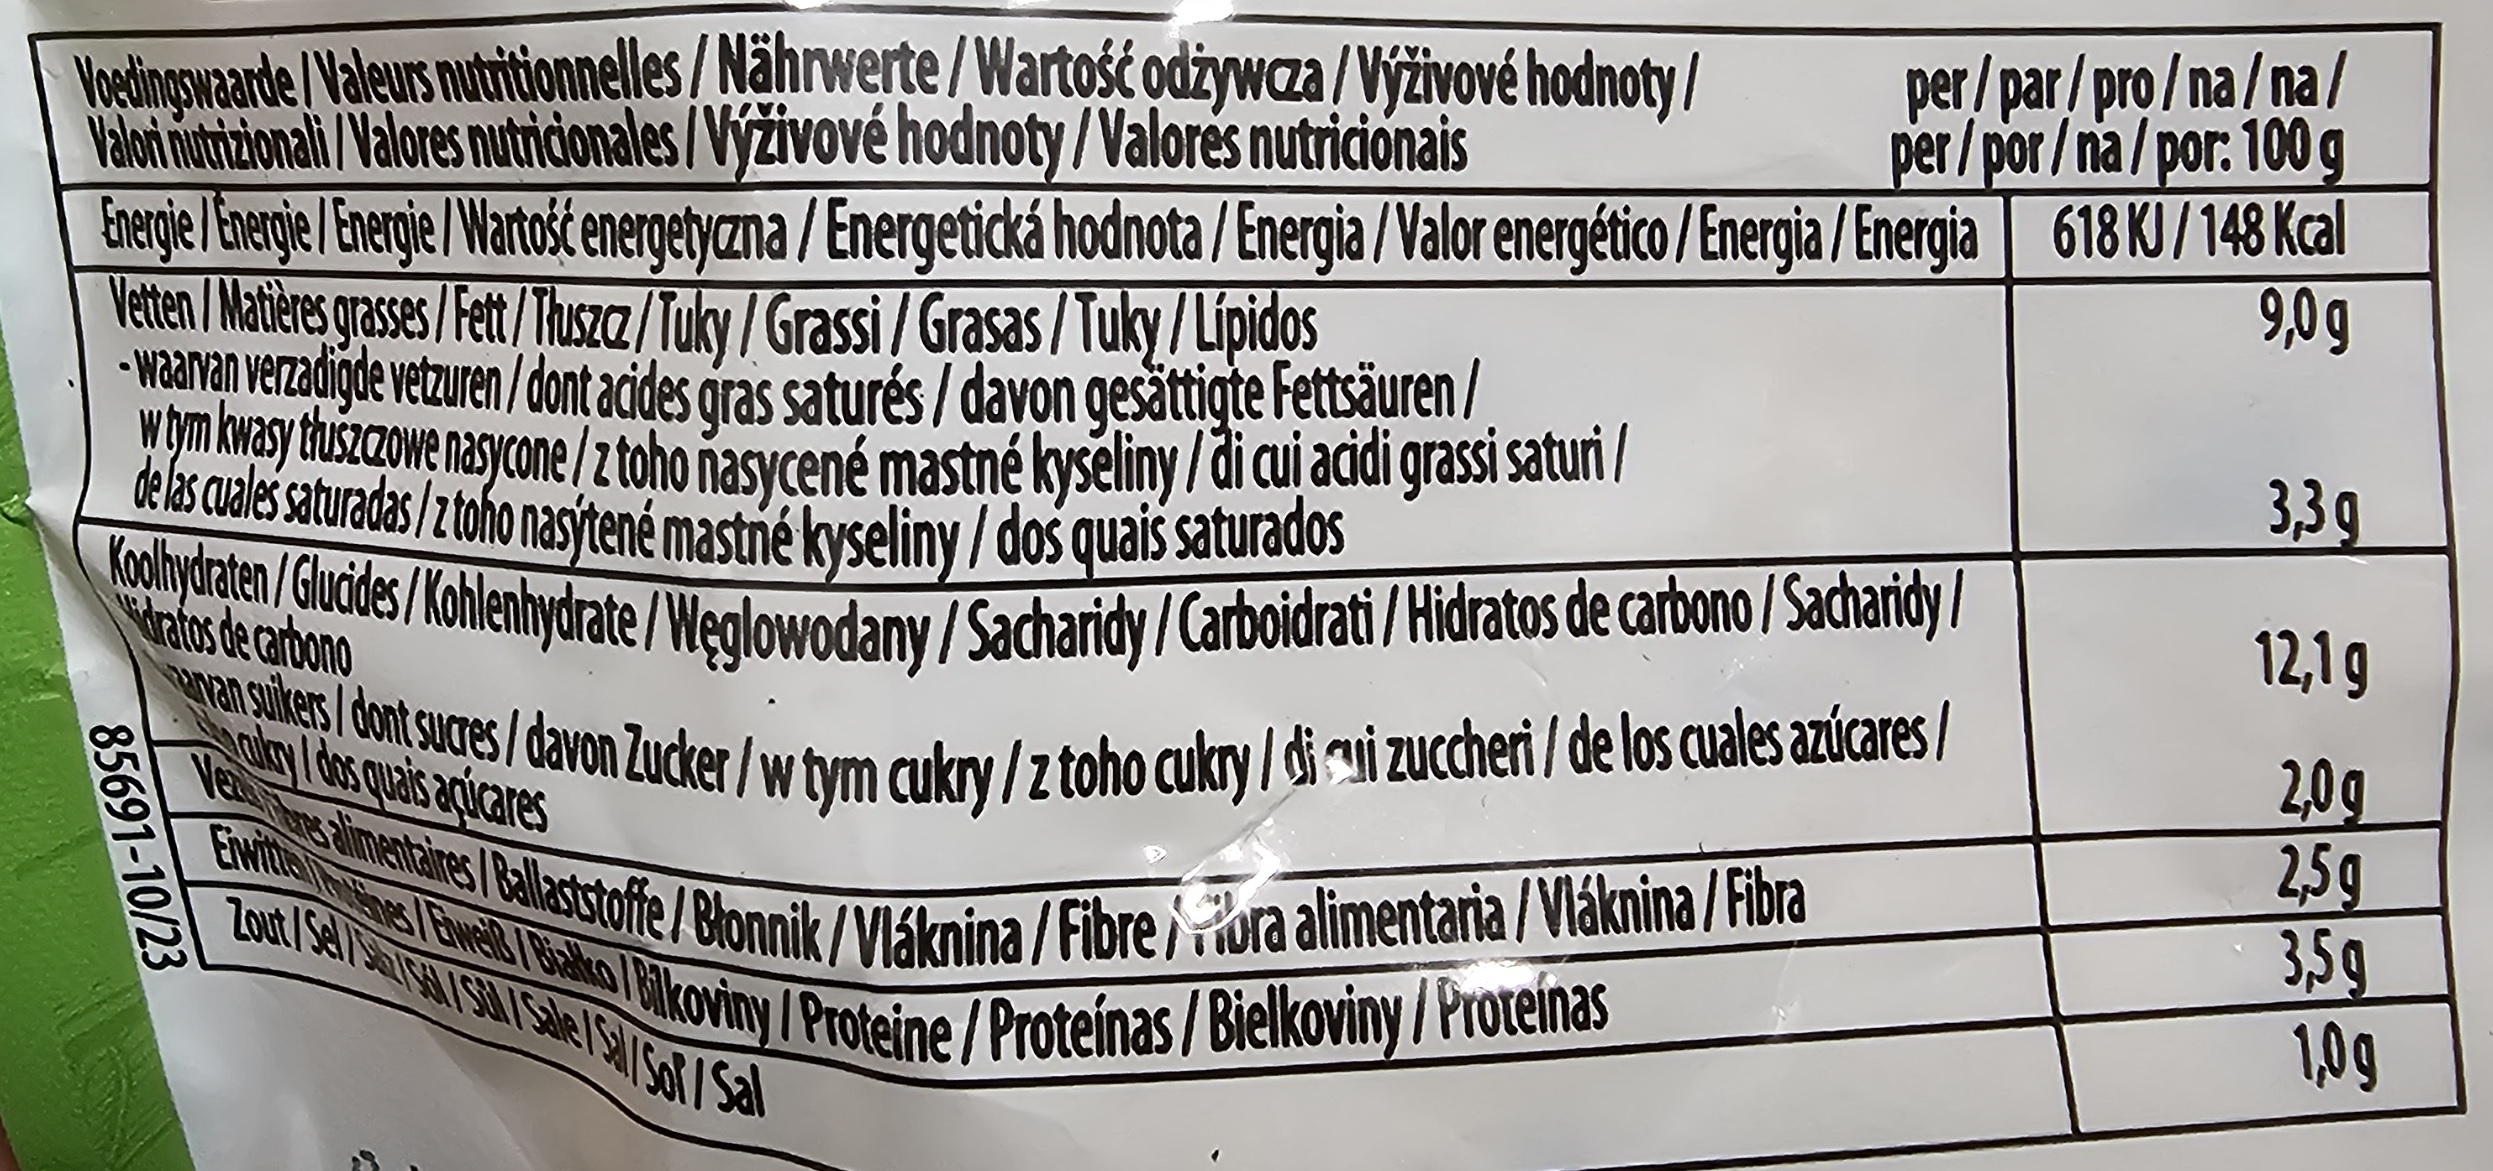 Voedingswaarde / Valeurs nutritionnelles / Nährwerte / Wartość odżywcza / Výživové hodnoty /
Valori nutrizionali / Valores nutricionales / Výživové hodnoty / Valores nutricionais
per / par / pro / na / na /
per / por / na / por: 100 g
Energie / Énergie / Energie / Wartość energetyczna / Energetická hodnota / Energia / Valor energético / Energia / Energia
618 KJ / 148 Kcal
Vetten / Matières grasses / Fett / Tłuszcz / Tuky / Grassi / Grasas / Tuky / Lípidos
9,0 g
- waarvan verzadigde vetzuren / dont acides gras saturés / davon gesättigte Fettsäuren /
w tym kwasy tłuszczowe nasycone / z toho nasycené mastné kyseliny / di cui acidi grassi saturi /
de las cuales saturadas / z toho nasýtené mastné kyseliny / dos quais saturados
3,3 g
Koolhydraten / Glucides / Kohlenhydrate / Węglowodany / Sacharidy / Carboidrati / Hidratos de carbono / Sacharidy /
Hidratos de carbono
12,1 g
suikers / dont sucres / davon Zucker / w tym cukry / z toho cukry / di cui zuccheri / de los cuales azúcares /
cukry / dos quais açúcares
2,0 g
alimentaires / Ballaststoffe / Błonnik / Vláknina / Fibre / Fibra alimentaria / Vláknina / Fibra
2,5 g
Eiwitten / Protéines / Eiweiß / Białko / Bílkoviny / Proteine / Proteínas / Bielkoviny / Proteínas
3,5 g
Zout / Sel / Salz / Sól / Sůl / Sale / Sal / Soľ / Sal
1,0 g
85691-10/23